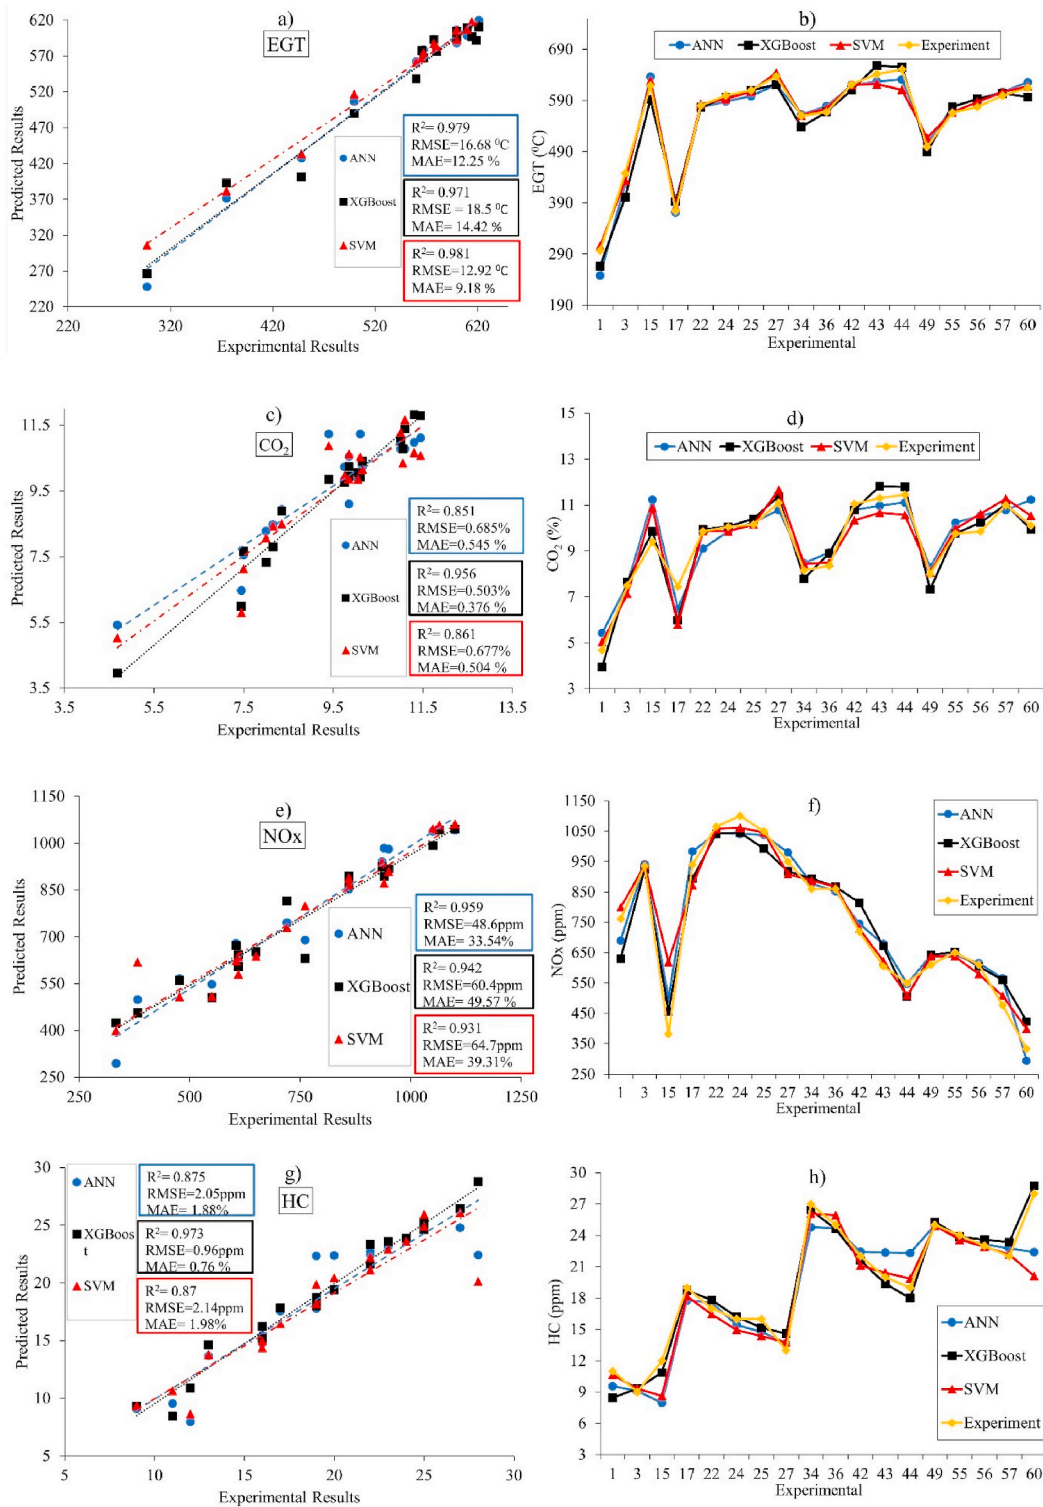 a)
EGT
620
570
520
470
420
370
320
270
220
Predicted Results
220 320 420 520 620
Experimental Results
ANN
XGBoost
SVM
R²= 0.979
RMSE=16.68 ⁰C
MAE=12.25 %
R²= 0.971
RMSE = 18.5 ⁰C
MAE= 14.42 %
R²= 0.981
RMSE=12.92 ⁰C
MAE= 9.18 %
b)
ANN XGBoost SVM Experiment
690
590
490
390
290
190
EGT (⁰C)
1 3 15 17 22 24 25 27 34 36 42 43 44 49 55 56 57 60
Experimental
c)
CO₂
11.5
9.5
7.5
5.5
3.5
Predicted Results
3.5 5.5 7.5 9.5 11.5 13.5
Experimental Results
ANN
XGBoost
SVM
R²= 0.851
RMSE=0.685%
MAE=0.545 %
R²= 0.956
RMSE=0.503%
MAE=0.376 %
R²= 0.861
RMSE=0.677%
MAE=0.504 %
d)
ANN XGBoost SVM Experiment
15
13
11
9
7
5
3
CO₂ (%)
1 3 15 17 22 24 25 27 34 36 42 43 44 49 55 56 57 60
Experimental
e)
NOx
1150
1050
850
700
550
400
250
Predicted Results
250 500 750 1000 1250
Experimental Results
ANN
XGBoost
SVM
R²= 0.959
RMSE=48.6ppm
MAE= 33.54%
R²= 0.942
RMSE=60.4ppm
MAE= 49.57 %
R²= 0.931
RMSE=64.7ppm
MAE= 39.31%
f)
ANN
XGBoost
SVM
Experiment
1150
1050
950
850
750
650
550
450
350
250
NOx (ppm)
1 3 15 17 22 24 25 27 34 36 42 43 44 49 55 56 57 60
Experimental
g)
HC
30
25
20
15
10
5
Predicted Results
5 10 15 20 25 30
Experimental Results
ANN
XGBoos
t
SVM
R²= 0.875
RMSE=2.05ppm
MAE= 1.88%
R²= 0.973
RMSE=0.96ppm
MAE= 0.76 %
R²= 0.87
RMSE=2.14ppm
MAE= 1.98%
h)
30
27
24
21
18
15
12
9
6
3
HC (ppm)
ANN
XGBoost
SVM
Experiment
1 3 15 17 22 24 25 27 34 36 42 43 44 49 55 56 57 60
Experimental